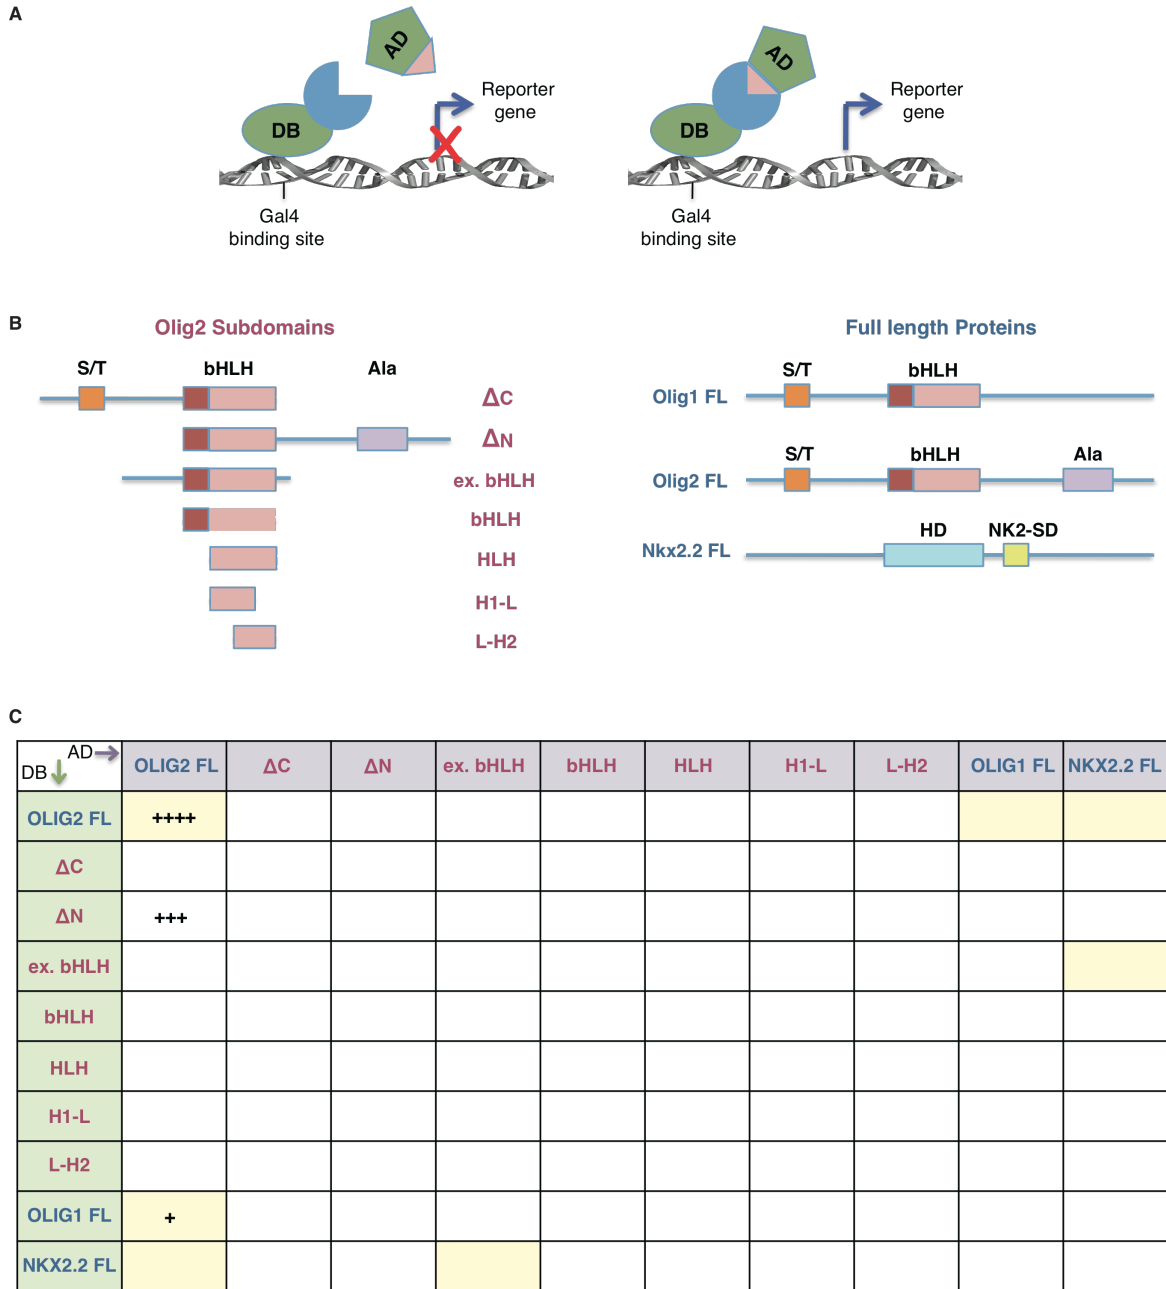 A
AD
DB
Reporter
gene
Gal4
binding site
AD
DB
Reporter
gene
Gal4
binding site
B
Olig2 Subdomains
S/T bHLH Ala
ΔC
ΔN
ex. bHLH
bHLH
HLH
H1-L
L-H2
Full length Proteins
S/T bHLH
Olig1 FL
S/T bHLH Ala
Olig2 FL
HD NK2-SD
Nkx2.2 FL
C
AD
DB
OLIG2 FL ΔC ΔN ex. bHLH bHLH HLH H1-L L-H2 OLIG1 FL NKX2.2 FL
OLIG2 FL ++++
ΔC
ΔN +++
ex. bHLH
bHLH
HLH
H1-L
L-H2
OLIG1 FL +
NKX2.2 FL